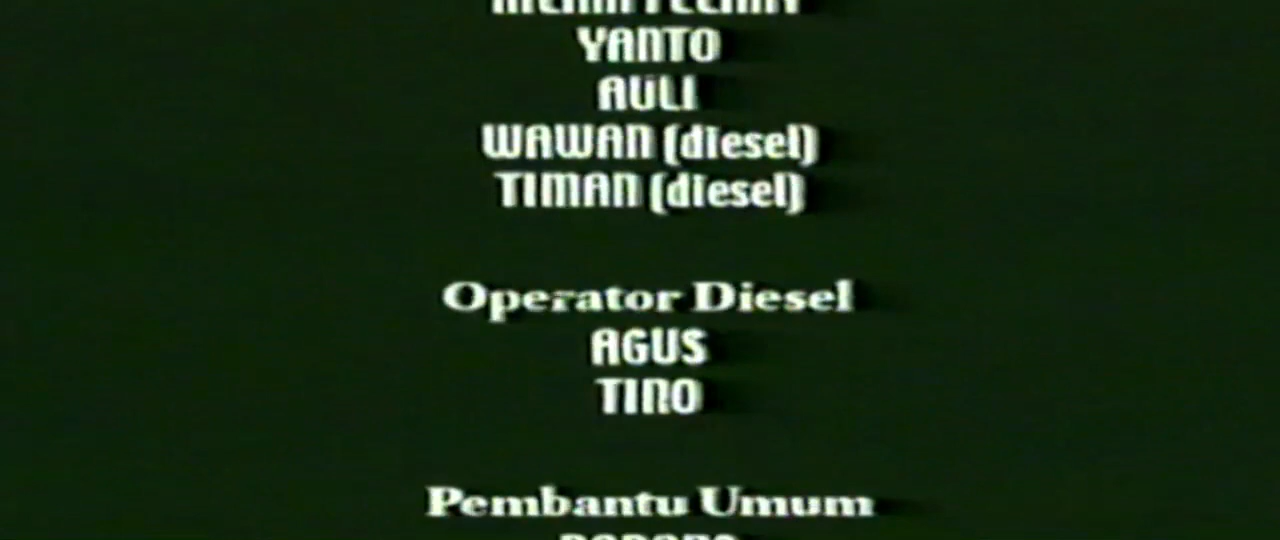 YANTO
AULI
WAWAN (diesel)
TIMAN (diesel)
Operator Diesel
AGUS
TINO
Pembantu Umum